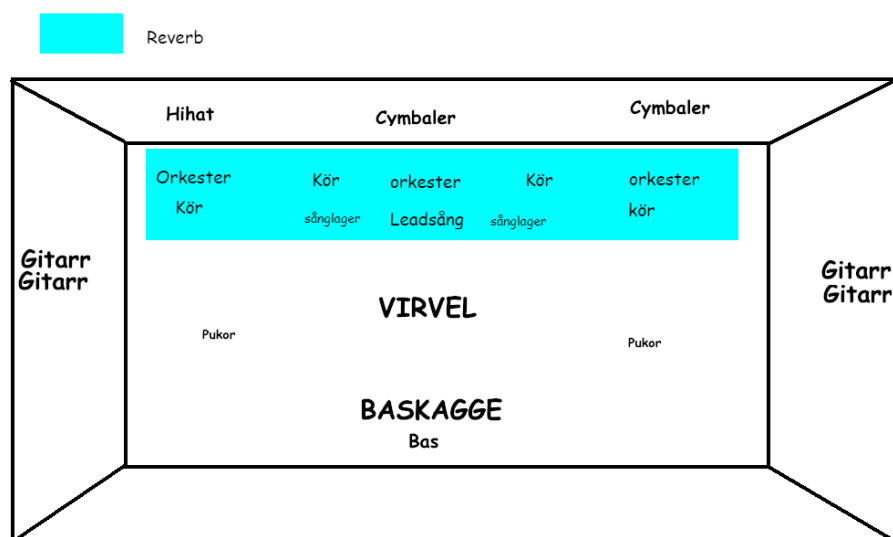 Reverb
Hihat
Cymbaler
Cymbaler
Orkester
Kör
orkester
Kör
orkester
Kör
sånglager
Leadsång
sånglager
kör
Gitarr
Gitarr
Gitarr
Gitarr
VIRVEL
Pukor
Pukor
BASKAGGE
Bas